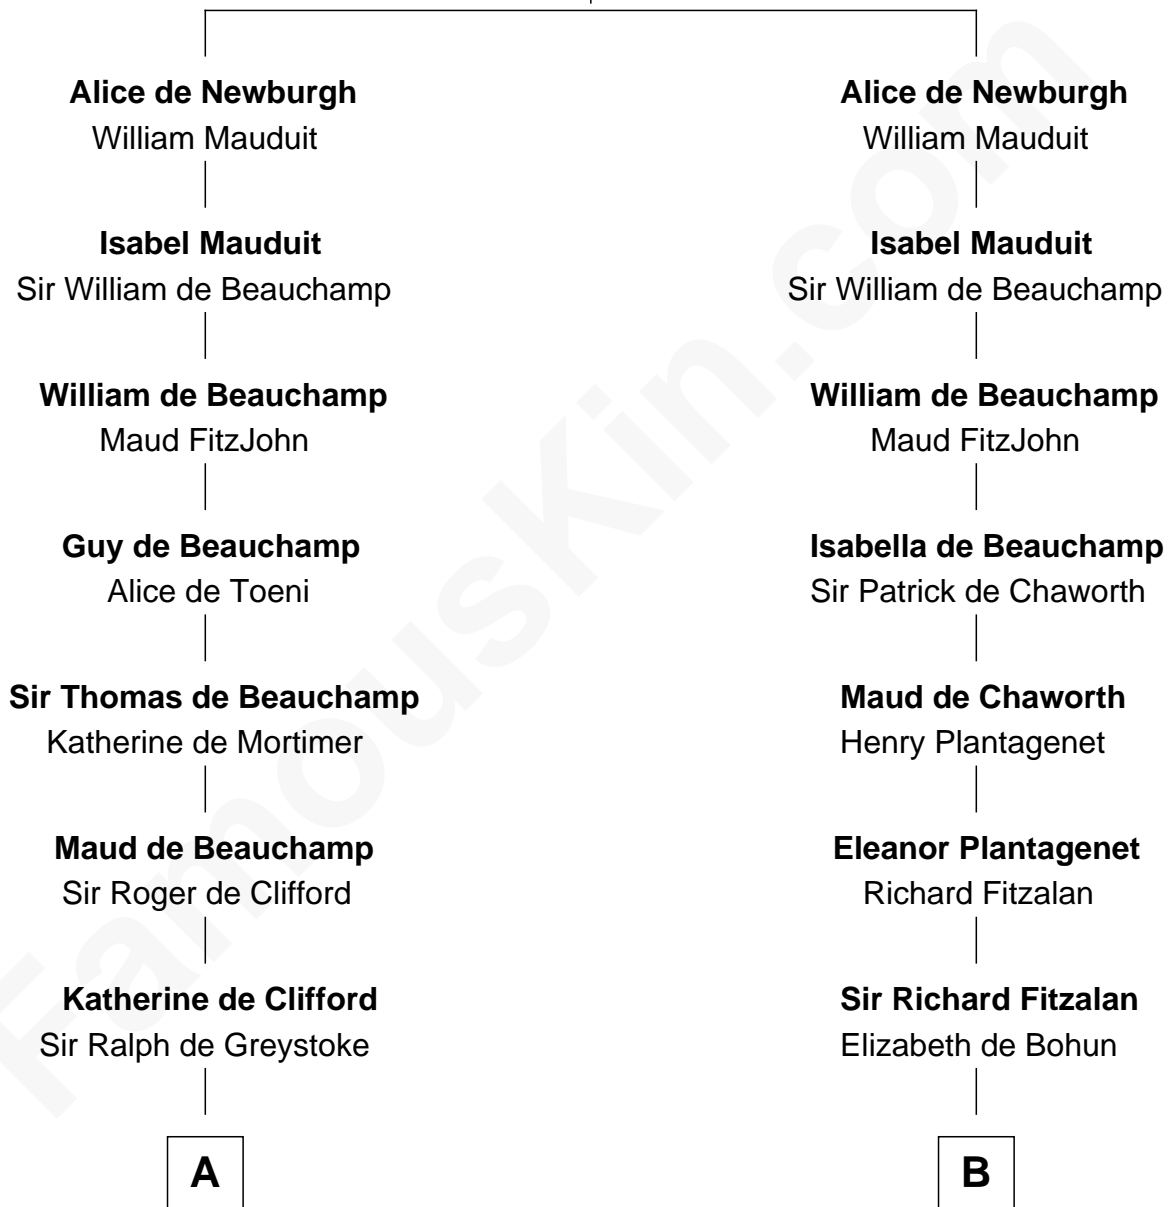 Alice de Newburgh
William Mauduit
Isabel Mauduit
Sir William de Beauchamp
William de Beauchamp
Maud FitzJohn
Guy de Beauchamp
Alice de Toeni
Sir Thomas de Beauchamp
Katherine de Mortimer
Maud de Beauchamp
Sir Roger de Clifford
Katherine de Clifford
Sir Ralph de Greystoke
A
Alice de Newburgh
William Mauduit
Isabel Mauduit
Sir William de Beauchamp
William de Beauchamp
Maud FitzJohn
Isabella de Beauchamp
Sir Patrick de Chaworth
Maud de Chaworth
Henry Plantagenet
Eleanor Plantagenet
Richard Fitzalan
Sir Richard Fitzalan
Elizabeth de Bohun
B
FamousKin.com